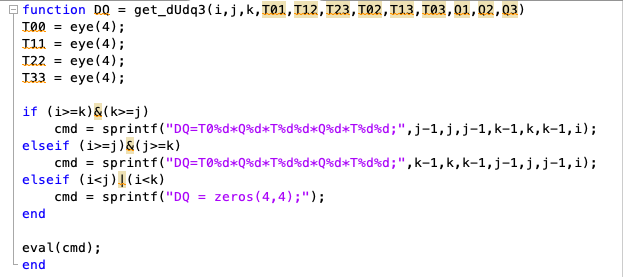 function DQ = get_dUdq3(i,j,k,T01,T12,T23,T02,T13,T03,Q1,Q2,Q3)
T00 = eye(4);
T11 = eye(4);
T22 = eye(4);
T33 = eye(4);
if (i>=k)&(k>=j)
cmd = sprintf("DQ=T0%d*Q%d*T%d%d*Q%d*T%d%d;",j-1,j,j-1,k-1,k,k-1,i);
elseif (i>=j)&(j>=k)
cmd = sprintf("DQ=T0%d*Q%d*T%d%d*Q%d*T%d%d;",k-1,k,k-1,j-1,j,j-1,i);
elseif (i<j)|(i<k)
cmd = sprintf("DQ = zeros(4,4);");
end
eval(cmd);
end